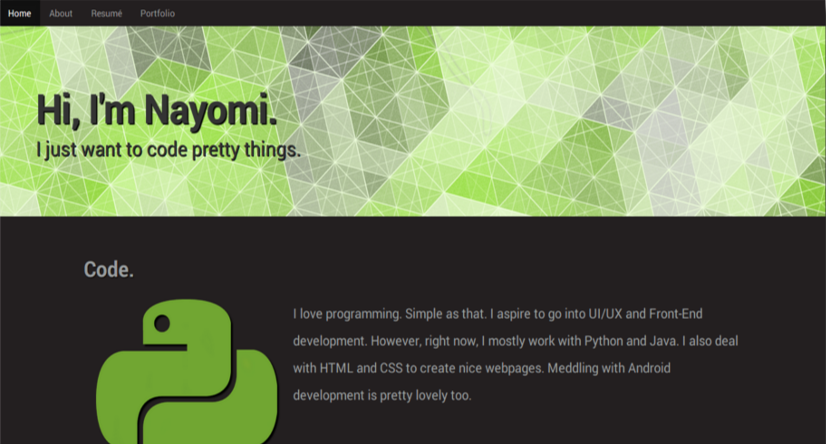 Home About Resumé Portfolio
Hi, I'm Nayomi.
I just want to code pretty things.
Code.
I love programming. Simple as that. I aspire to go into UI/UX and Front-End
development. However, right now, I mostly work with Python and Java. I also deal
with HTML and CSS to create nice webpages. Meddling with Android
development is pretty lovely too.